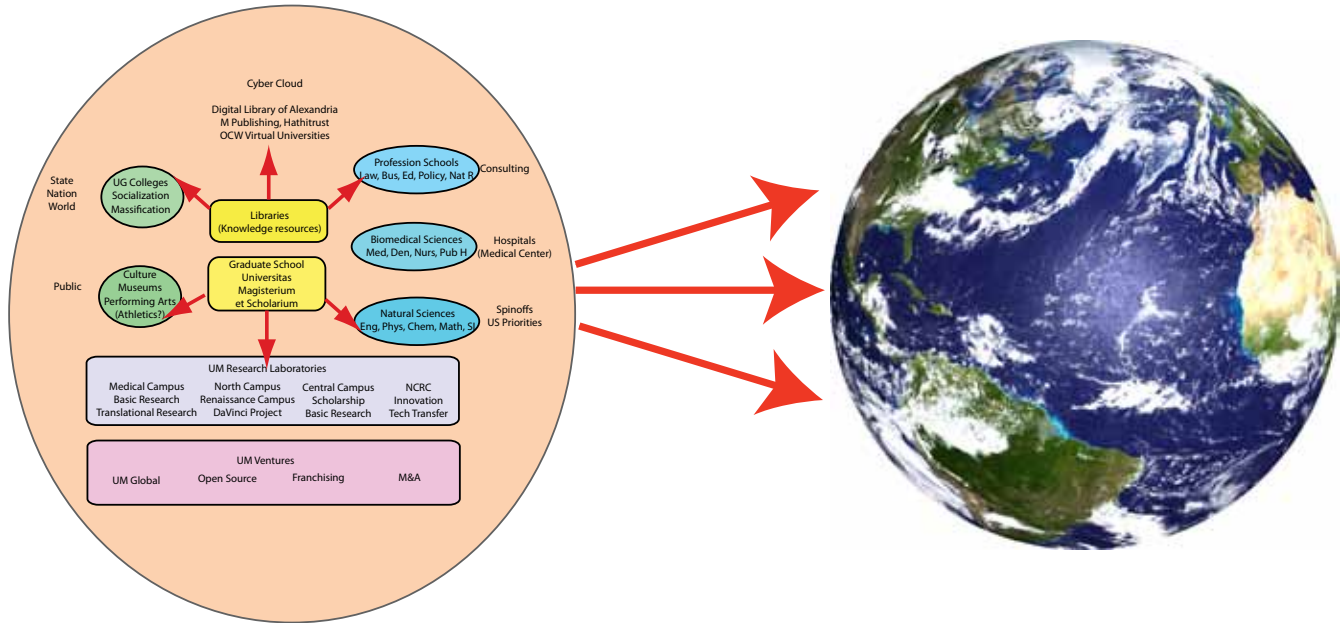 Cyber Cloud
Digital Library of Alexandria
M Publishing, Hathitrust
OCW Virtual Universities
State
Nation
World
UG Colleges
Socialization
Massification
Profession Schools
Law, Bus, Ed, Policy, Nat R
Consulting
Libraries
(Knowledge resources)
Biomedical Sciences
Med, Den, Nurs, Pub H
Hospitals
(Medical Center)
Graduate School
Universitas
Magisterium
et Scholarium
Public
Culture
Museums
Performing Arts
(Athletics?)
Natural Sciences
Eng, Phys, Chem, Math, SI
Spinoffs
US Priorities
UM Research Laboratories
Medical Campus
Basic Research
Translational Research
North Campus
Renaissance Campus
DaVinci Project
Central Campus
Scholarship
Basic Research
NCRC
Innovation
Tech Transfer
UM Ventures
UM Global
Open Source
Franchising
M&A